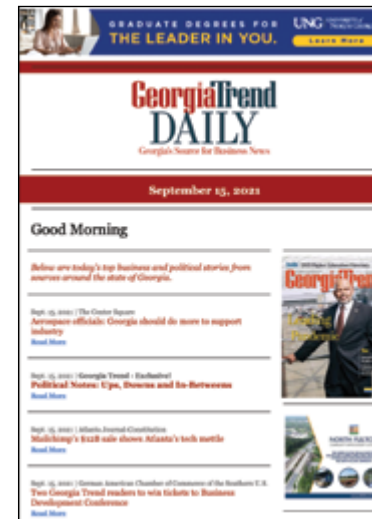 GRADUATE DEGREES FOR
THE LEADER IN YOU.
UNG
Learn More
GeorgiaTrend
DAILY
Georgia's Source for Business News
September 15, 2021
Good Morning
Below are today's top business and political stories from
sources around the state of Georgia.
Sept. 15, 2021 | The Center Square
Aerospace officials: Georgia should do more to support
industry
Read More
Sept. 15, 2021 | Georgia Trend - Exclusive!
Political Notes: Ups, Downs and In-Betweens
Read More
Sept. 15, 2021 | Atlanta Journal-Constitution
Mailchimp's $12B sale shows Atlanta's tech mettle
Read More
Sept. 15, 2021 | German American Chamber of Commerce of the Southern U.S.
Two Georgia Trend readers to win tickets to Business
Development Conference
Read More
GeorgiaTren
NORTH FULTO